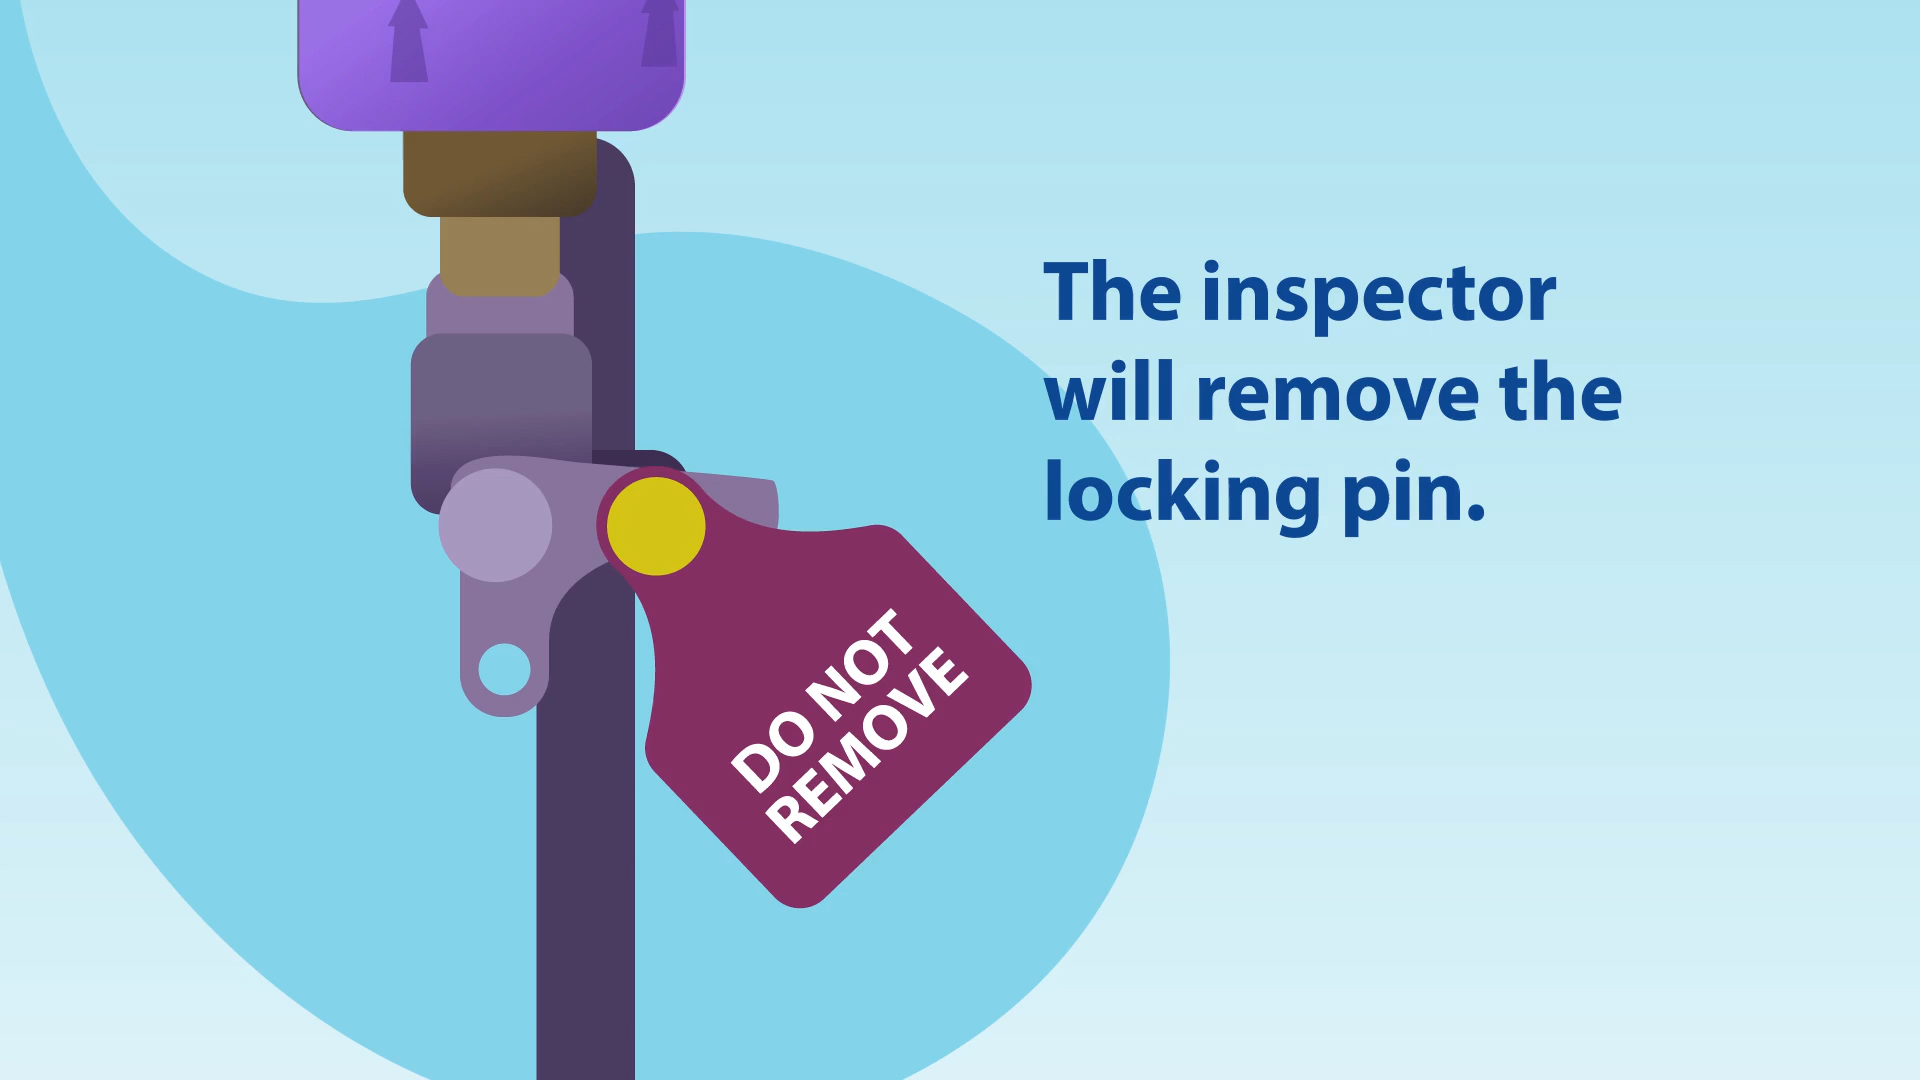 The inspector
will remove the
locking pin.
DO NOT
REMOVE